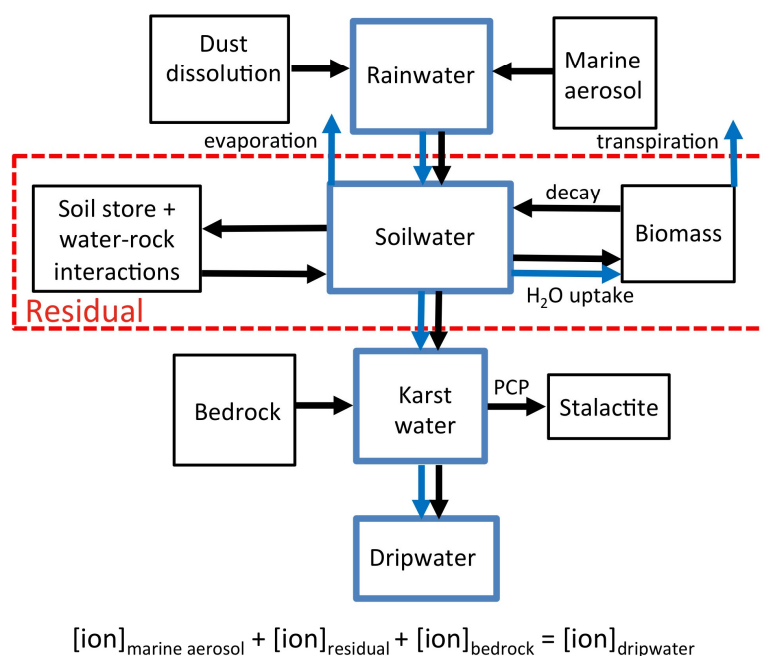 Dust
dissolution
Rainwater
Marine
aerosol
evaporation
transpiration
Soil store +
water-rock
interactions
Soilwater
decay
Biomass
H₂O uptake
Residual
Bedrock
Karst
water
PCP
Stalactite
Dripwater
[ion]marine aerosol + [ion]residual + [ion]bedrock = [ion]dripwater